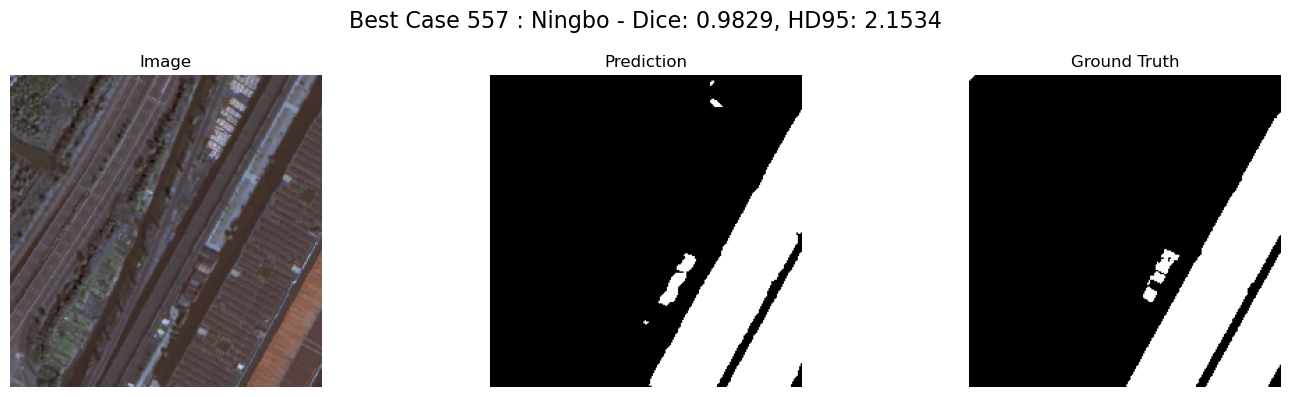 Best Case 557 : Ningbo - Dice: 0.9829, HD95: 2.1534
Image
Prediction
Ground Truth